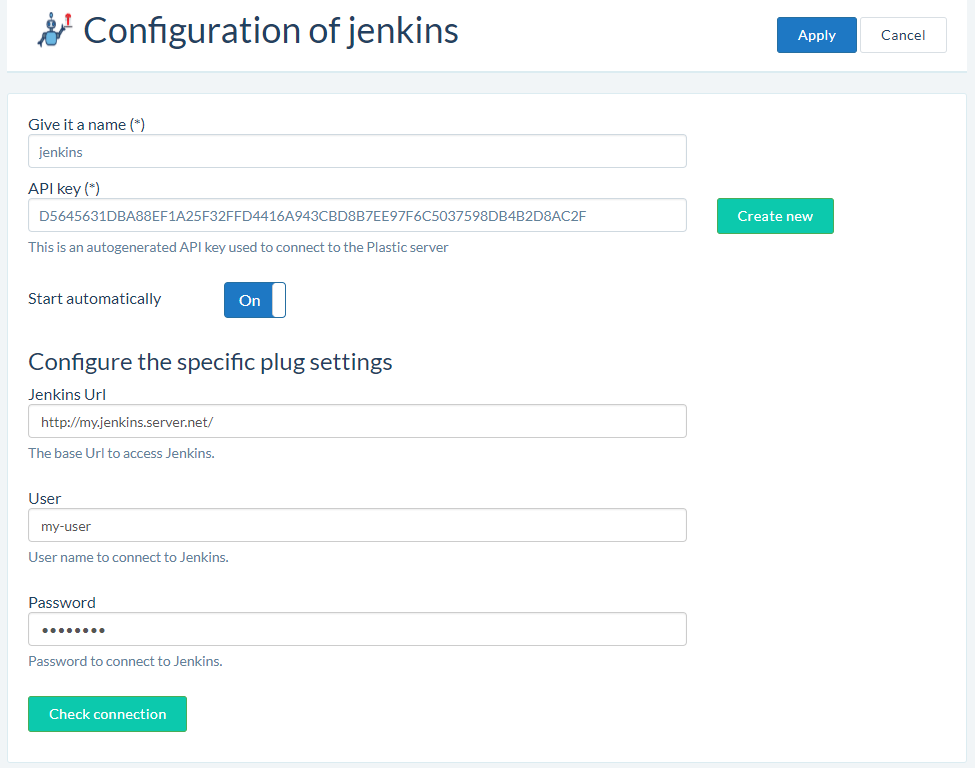 Configuration of jenkins
Apply
Cancel
Give it a name (*)
jenkins
API key (*)
D5645631DBA88EF1A25F32FFD4416A943CBD8B7EE97F6C5037598DB4B2D8AC2F
Create new
This is an autogenerated API key used to connect to the Plastic server
Start automatically
On
Configure the specific plug settings
Jenkins Url
http://my.jenkins.server.net/
The base Url to access Jenkins.
User
my-user
User name to connect to Jenkins.
Password
••••••••
Password to connect to Jenkins.
Check connection